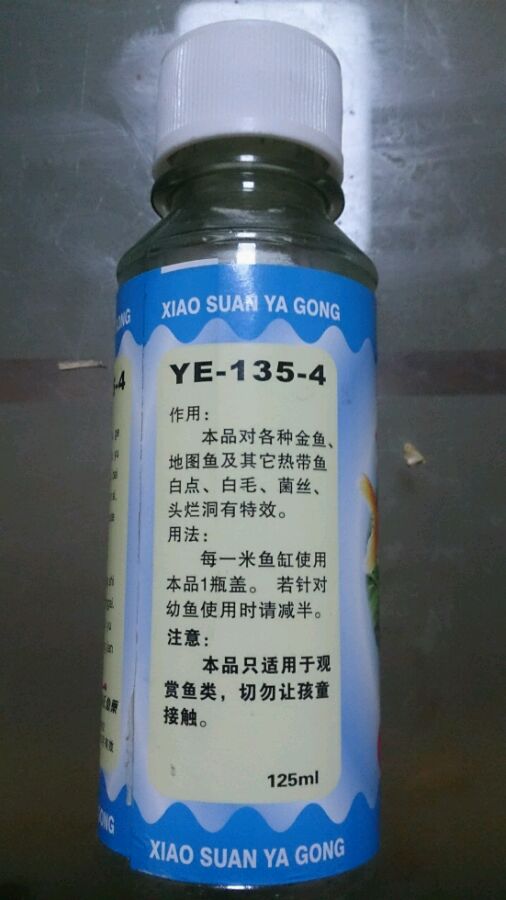 XIAO SUAN YA GONG
YE-135-4
作用：
本品对各种金鱼、
地图鱼及其它热带鱼
白点、白毛、菌丝、
头烂洞有特效。
用法：
每一米鱼缸使用
本品1瓶盖。 若针对
幼鱼使用时请减半。
注意：
本品只适用于观
赏鱼类，切勿让孩童
接触。
125ml
XIAO SUAN YA GONG